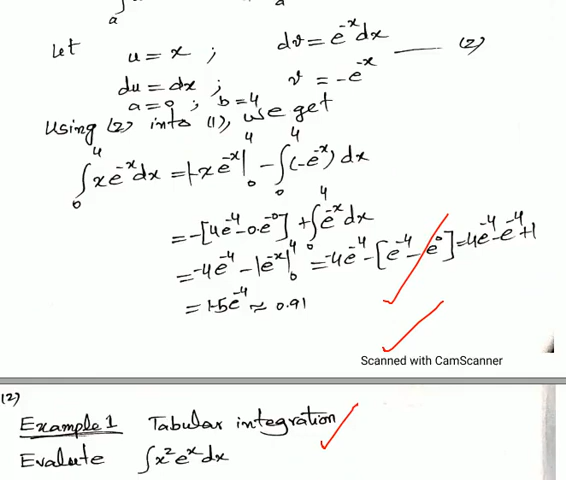 a a
Let u = x ; dv = e^-x dx —— (2)
du = dx ; v = -e^-x
a = 0 ; b = 4
Using (2) into (1), we get
∫₀⁴ xe^-x dx = |-xe^-x|₀⁴ - ∫₀⁴ (-e^-x) dx
= -[4e^-4 - 0·e^-0] + ∫₀⁴ e^-x dx
= -4e^-4 - |e^-x|₀⁴ = -4e^-4 - [e^-4 - e^0] = -4e^-4 - e^-4 + 1
= 1-5e^-4 ≈ 0.91
Scanned with CamScanner
(2)
Example 1 Tabular integration
Evaluate ∫x²e^x dx